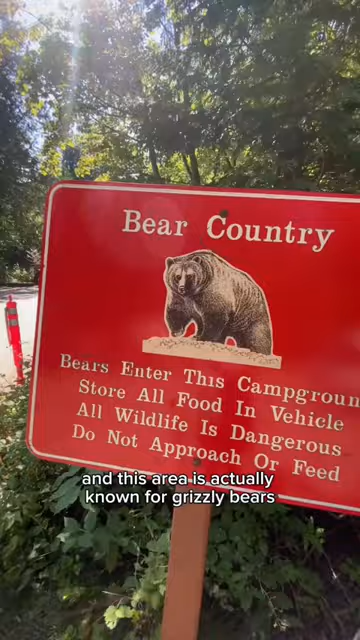 Bear Country
Bears Enter This Campgroun
Store All Food In Vehicle
All Wildlife Is Dangerous
Do Not Approach Or Feed
and this area is actually
known for grizzly bears